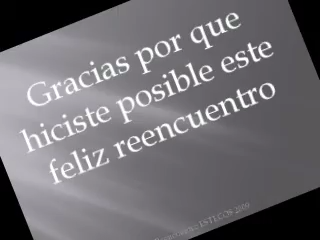 Gracias por que
hiciste posible este
feliz reencuentro